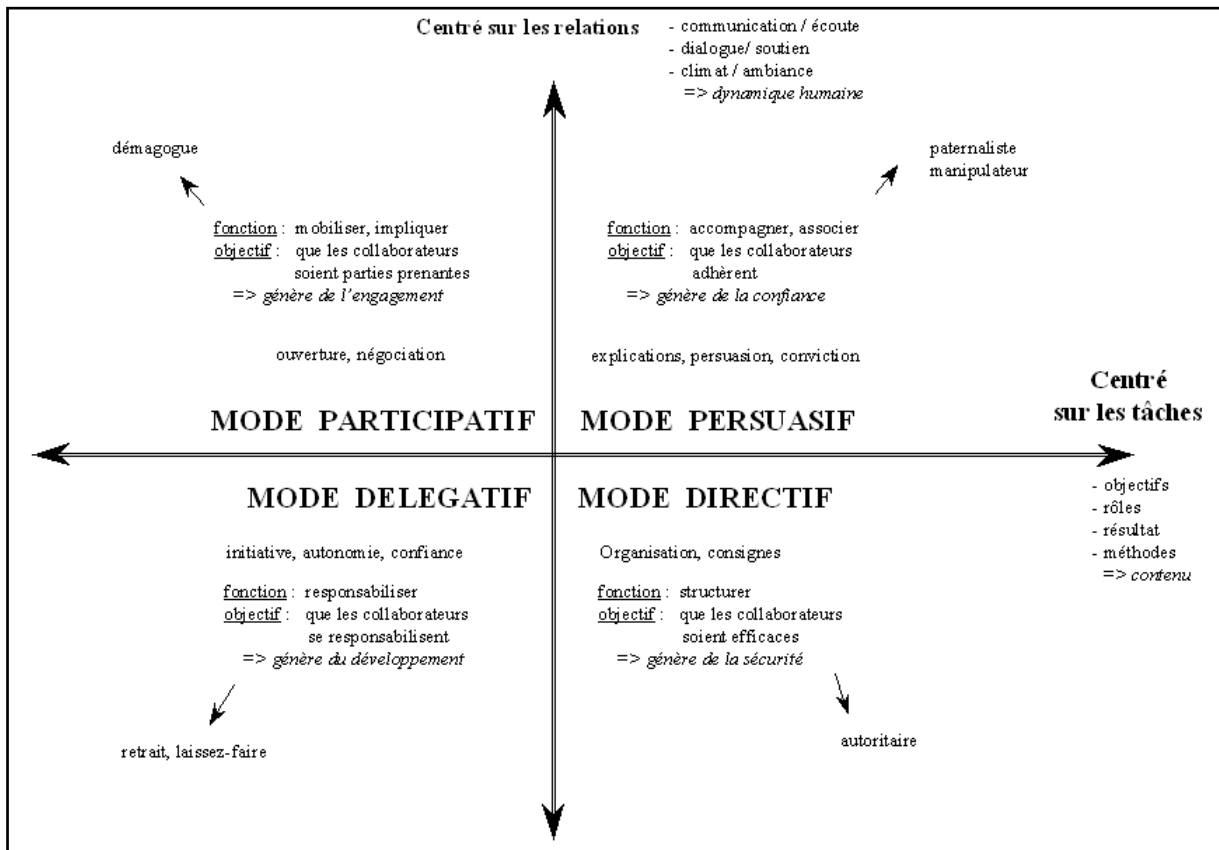 Centré sur les relations
- communication / écoute
- dialogue/ soutien
- climat / ambiance
=> dynamique humaine
démagogue
fonction : mobiliser, impliquer
objectif : que les collaborateurs
soient parties prenantes
=> génère de l'engagement
ouverture, négociation
MODE PARTICIPATIF
paternaliste
manipulateur
fonction : accompagner, associer
objectif : que les collaborateurs
adhèrent
=> génère de la confiance
explications, persuasion, conviction
MODE PERSUASIF
Centré
sur les tâches
- objectifs
- rôles
- résultat
- méthodes
=> contenu
MODE DELEGATIF
initiative, autonomie, confiance
fonction : responsabiliser
objectif : que les collaborateurs
se responsabilisent
=> génère du développement
retrait, laissez-faire
MODE DIRECTIF
Organisation, consignes
fonction : structurer
objectif : que les collaborateurs
soient efficaces
=> génère de la sécurité
autoritaire